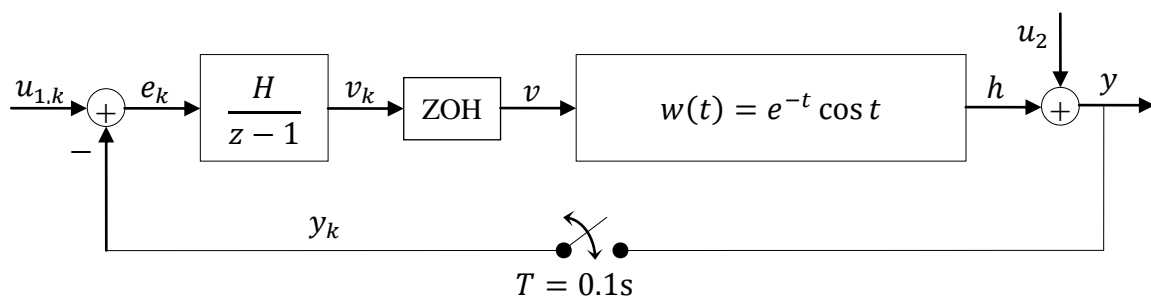 u₂
u₁.ₖ
+
−
eₖ
H
z − 1
vₖ
ZOH
v
w(t) = e⁻ᵗ cos t
h
+
y
yₖ
T = 0.1s